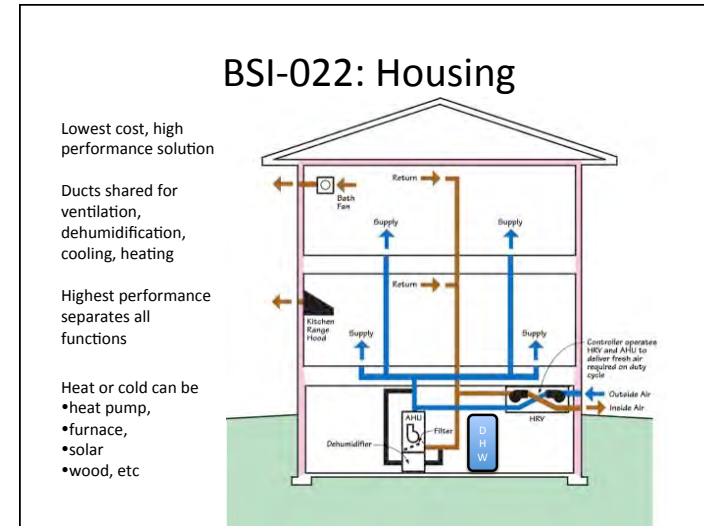 BSI-022: Housing
Lowest cost, high
performance solution
Ducts shared for
ventilation,
dehumidification,
cooling, heating
Highest performance
separates all
functions
Heat or cold can be
•heat pump,
•furnace,
•solar
•wood, etc
Return
Bath
Fan
Supply
Supply
Return
Kitchen
Range
Hood
Supply
Supply
Controller operates
HRV and AHU to
deliver fresh air
required on duty
cycle
Outside Air
Inside Air
HRV
AHU
Filter
Dehumidifier
D
H
W